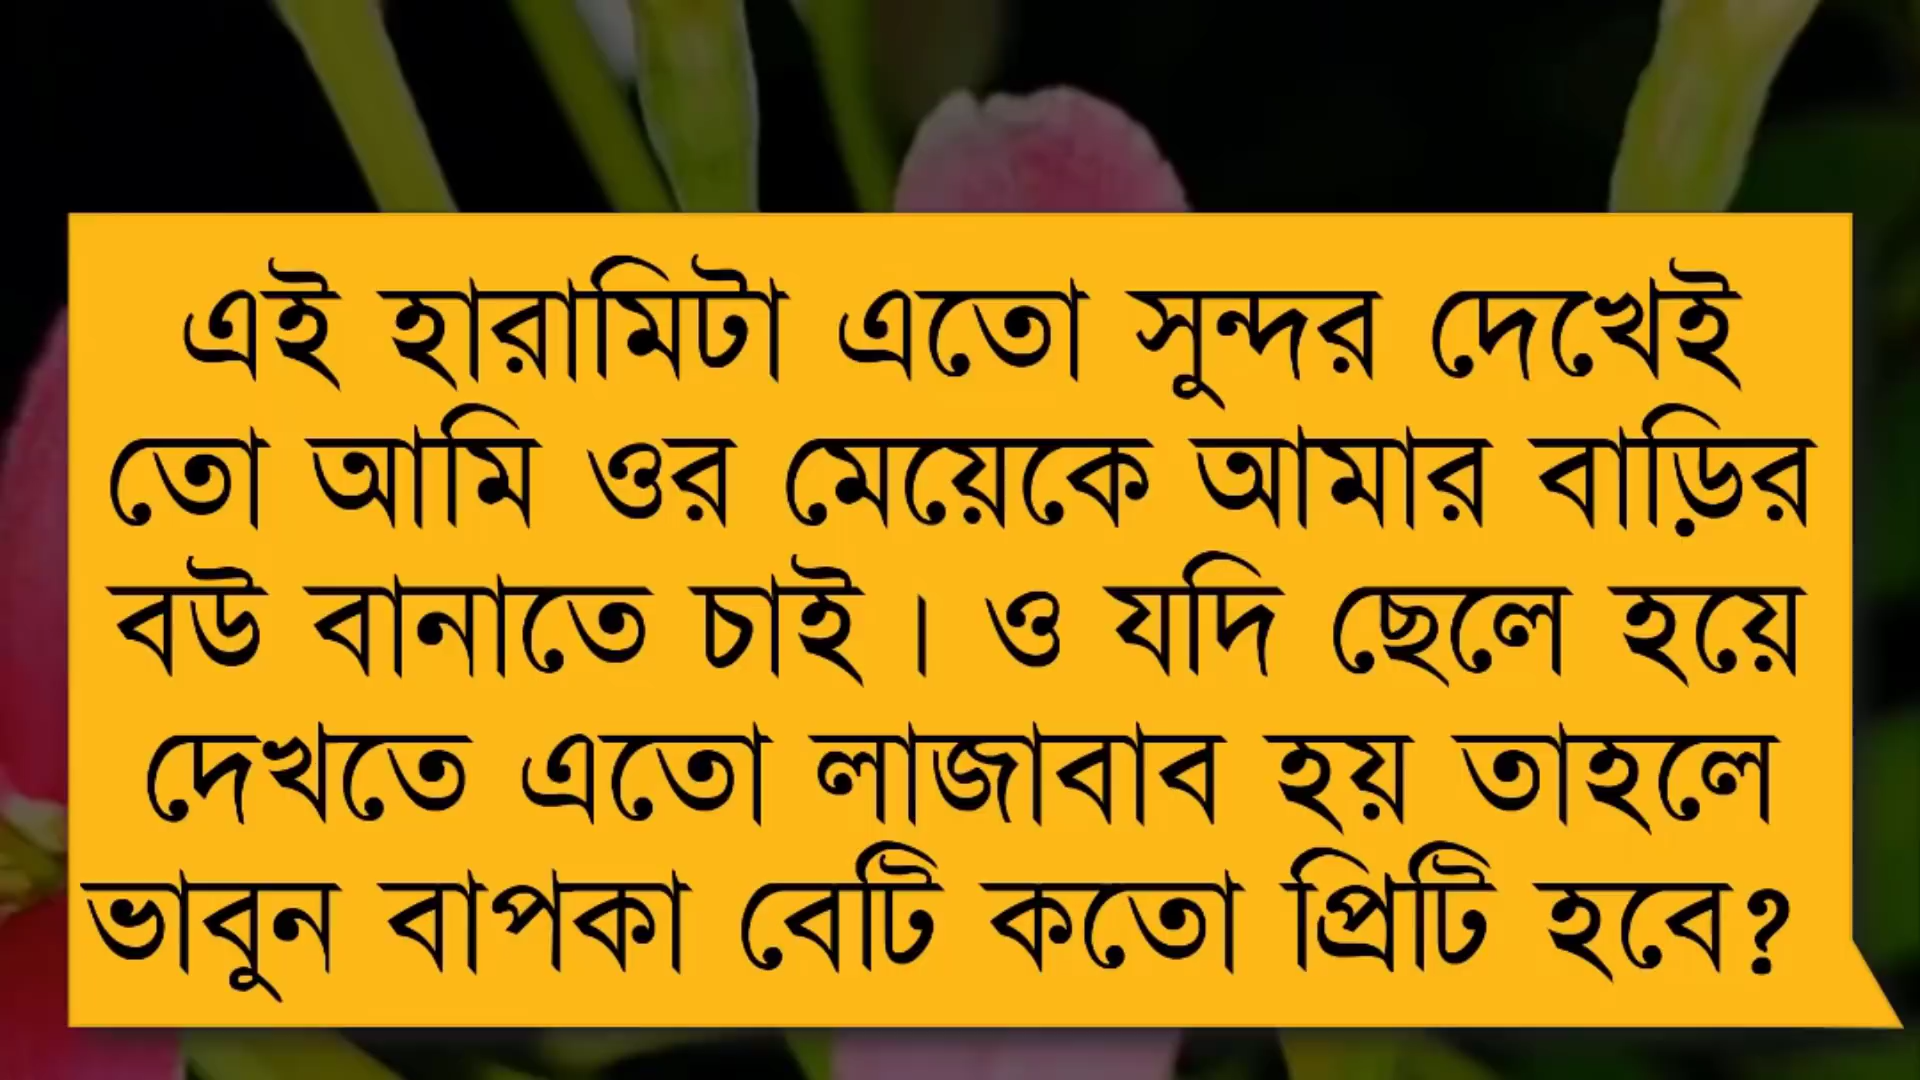 এই হারামিটা এতো সুন্দর দেখেই
তো আমি ওর মেয়েকে আমার বাড়ির
বউ বানাতে চাই। ও যদি ছেলে হয়ে
দেখতে এতো লাজাবাব হয় তাহলে
ভাবুন বাপকা বেটি কতো প্রিটি হবে?